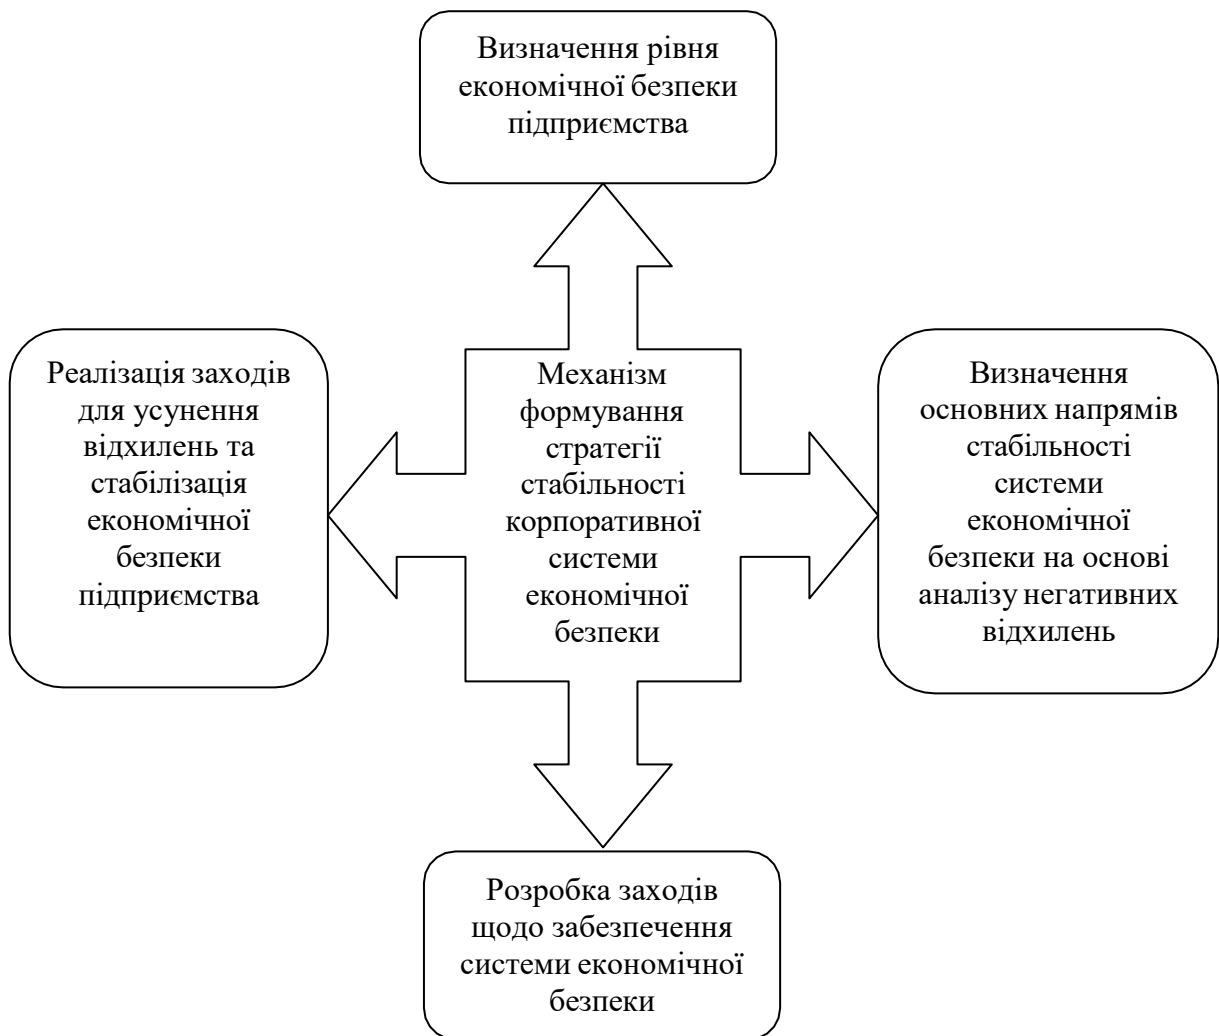 Визначення рівня
економічної безпеки
підприємства
Реалізація заходів
для усунення
відхилень та
стабілізація
економічної
безпеки
підприємства
Механізм
формування
стратегії
стабільності
корпоративної
системи
економічної
безпеки
Визначення
основних напрямів
стабільності
системи
економічної
безпеки на основі
аналізу негативних
відхилень
Розробка заходів
щодо забезпечення
системи економічної
безпеки